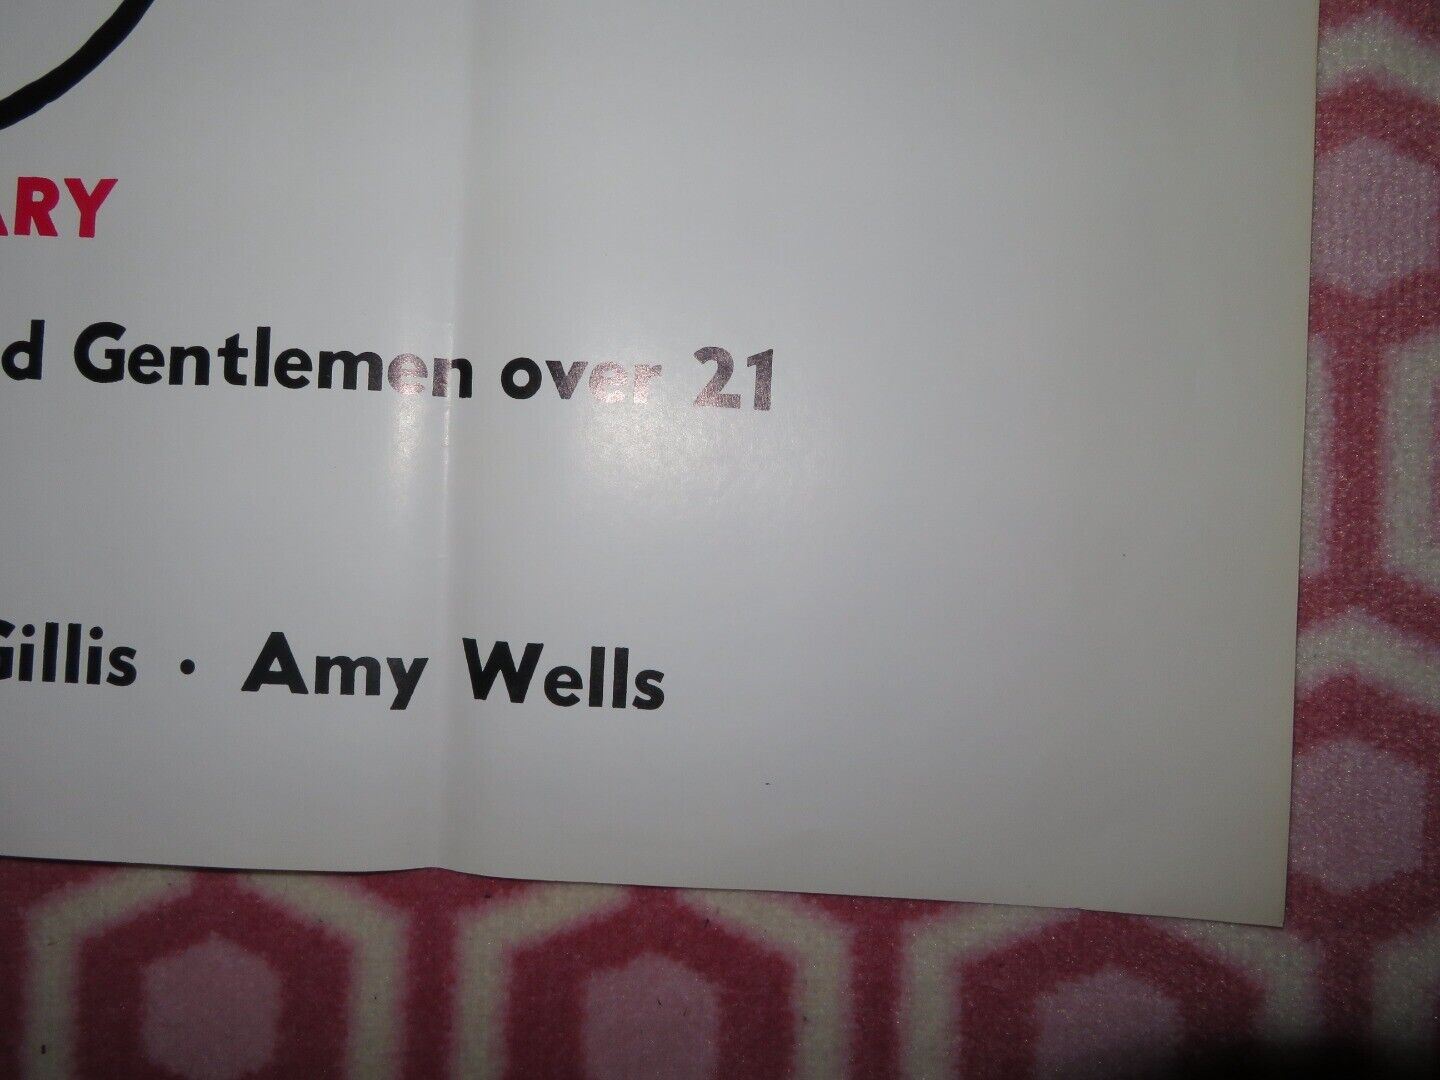 ARY
d Gentlemen over 21
Gillis · Amy Wells